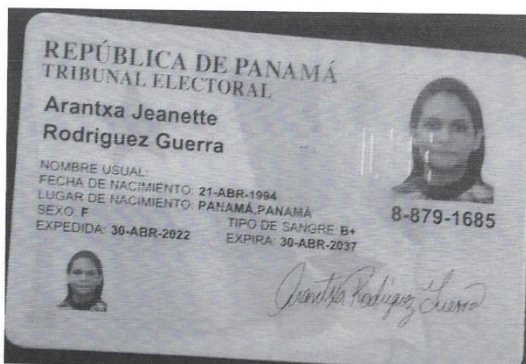 REPÚBLICA DE PANAMÁ
TRIBUNAL ELECTORAL
Arantxa Jeanette
Rodriguez Guerra
NOMBRE USUAL:
FECHA DE NACIMIENTO: 21-ABR-1994
LUGAR DE NACIMIENTO: PANAMÁ,PANAMÁ
SEXO: F TIPO DE SANGRE: B+
EXPEDIDA: 30-ABR-2022 EXPIRA: 30-ABR-2037
8-879-1685
Arantxa Rodriguez Guerra